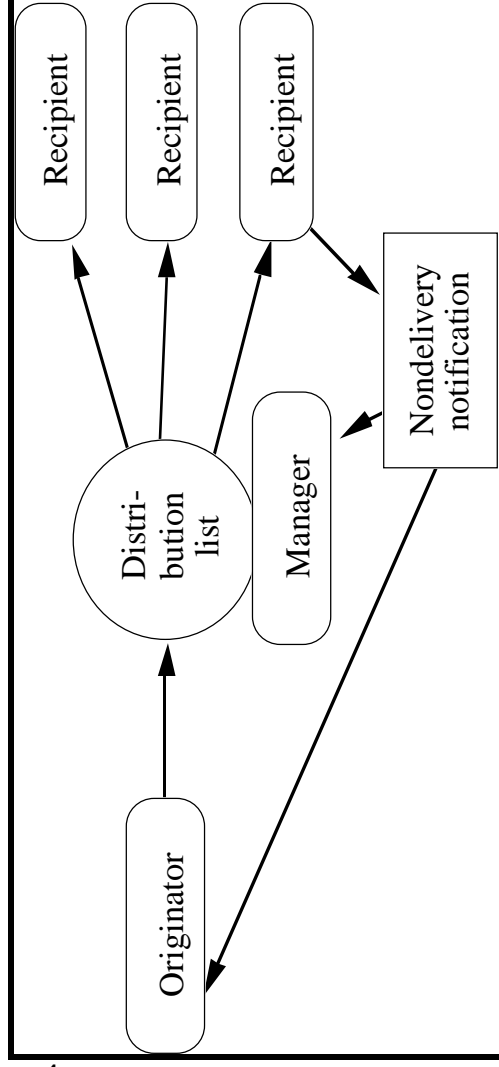 Recipient
Recipient
Recipient
Distri-
bution
list
Manager
Nondelivery
notification
Originator